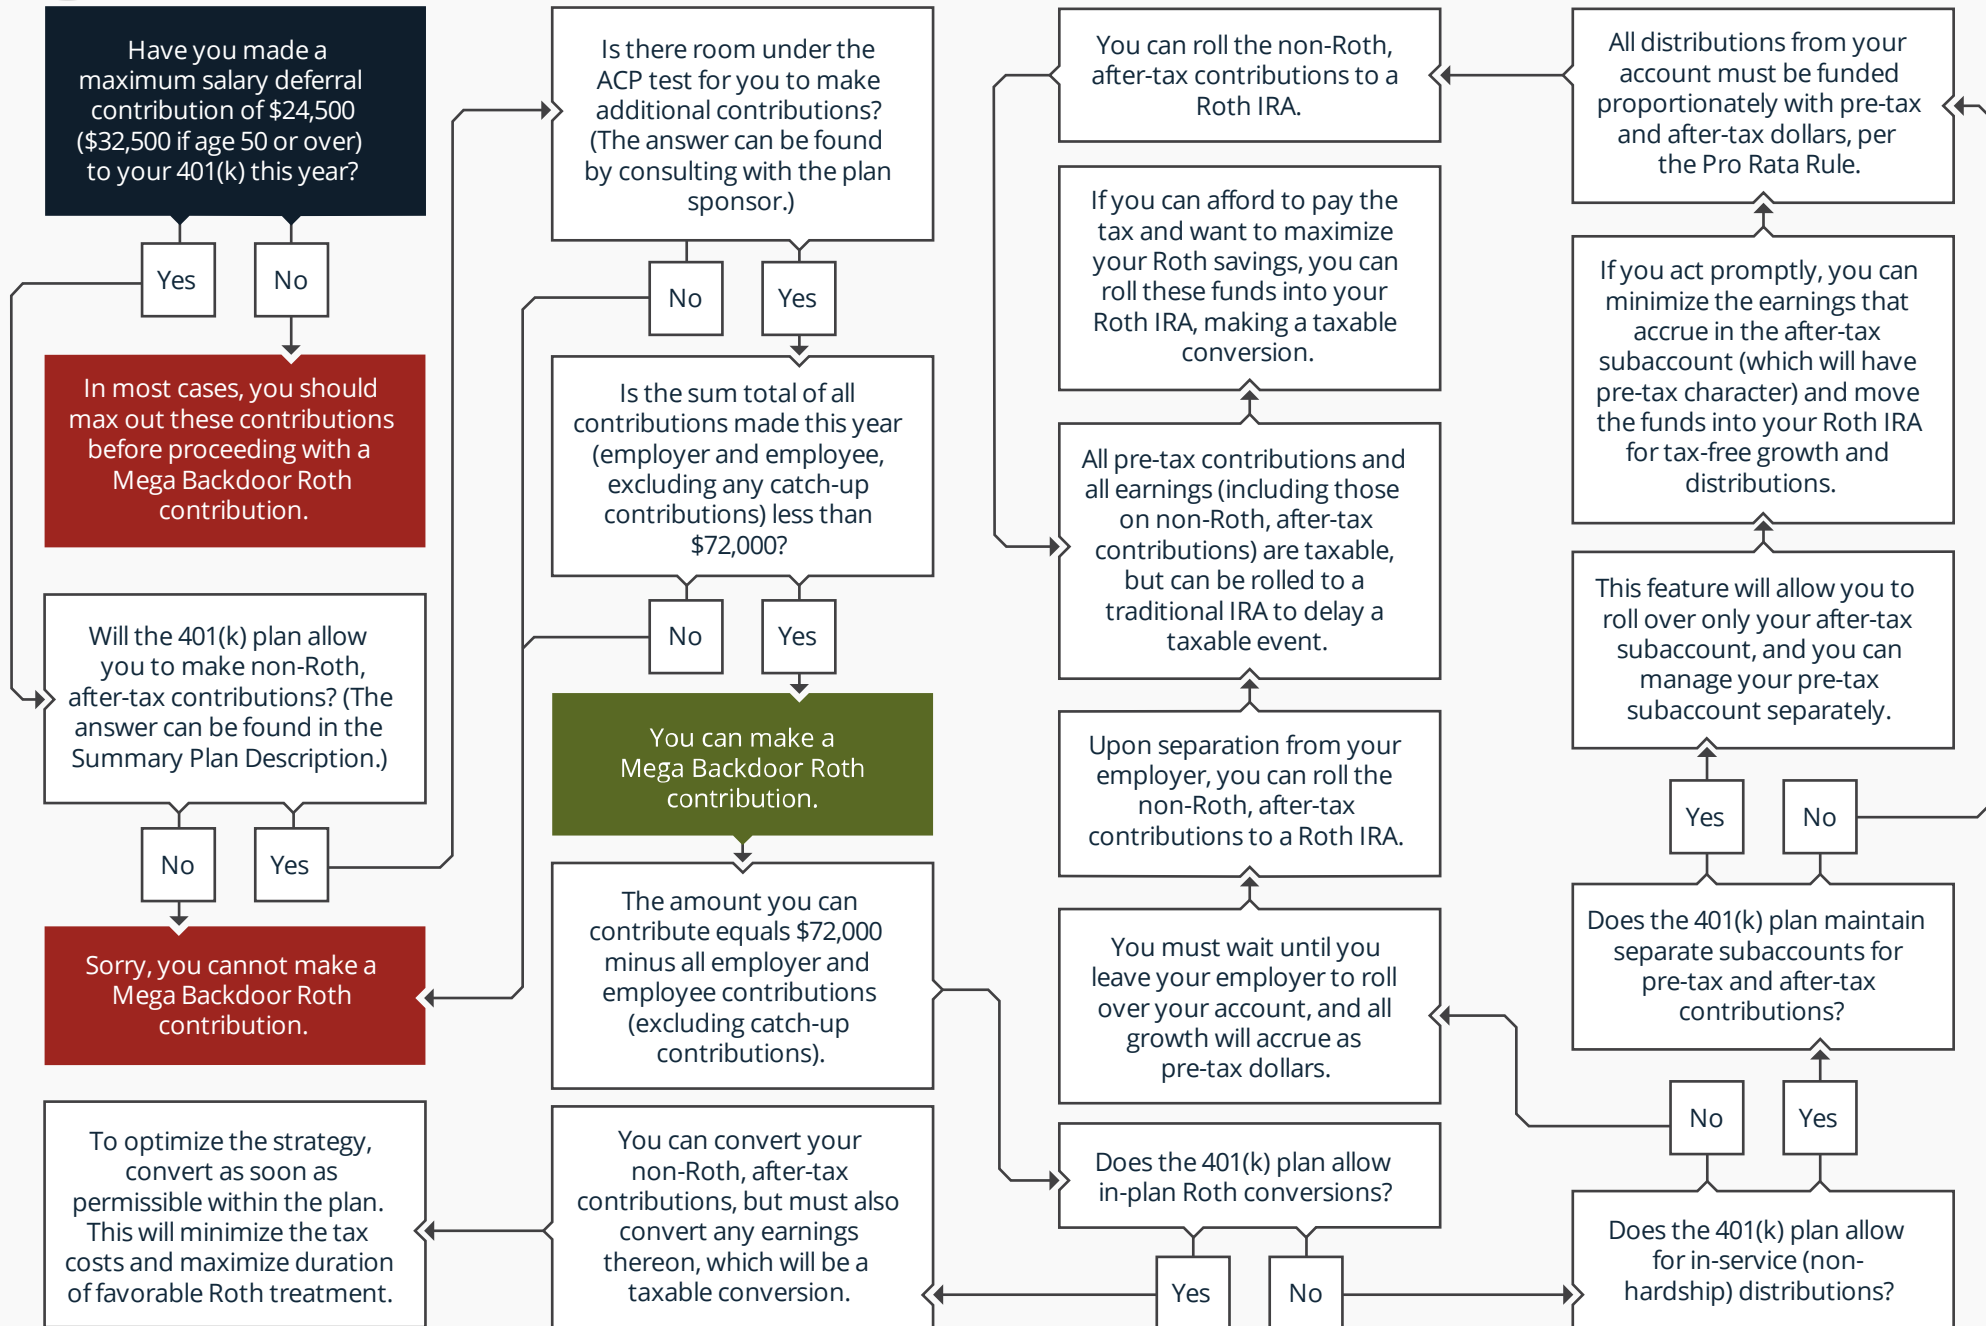 Have you made a
maximum salary deferral
contribution of $24,500
($32,500 if age 50 or over)
to your 401(k) this year?
Yes
No
In most cases, you should
max out these contributions
before proceeding with a
Mega Backdoor Roth
contribution.
Will the 401(k) plan allow
you to make non-Roth,
after-tax contributions? (The
answer can be found in the
Summary Plan Description.)
No
Yes
Sorry, you cannot make a
Mega Backdoor Roth
contribution.
Is there room under the
ACP test for you to make
additional contributions?
(The answer can be found
by consulting with the plan
sponsor.)
No
Yes
Is the sum total of all
contributions made this year
(employer and employee,
excluding any catch-up
contributions) less than
$72,000?
No
Yes
You can make a
Mega Backdoor Roth
contribution.
The amount you can
contribute equals $72,000
minus all employer and
employee contributions
(excluding catch-up
contributions).
Does the 401(k) plan allow
in-plan Roth conversions?
Yes
No
You can convert your
non-Roth, after-tax
contributions, but must also
convert any earnings
thereon, which will be a
taxable conversion.
To optimize the strategy,
convert as soon as
permissible within the plan.
This will minimize the tax
costs and maximize duration
of favorable Roth treatment.
Does the 401(k) plan allow
for in-service (non-
hardship) distributions?
No
Yes
You must wait until you
leave your employer to roll
over your account, and all
growth will accrue as
pre-tax dollars.
Upon separation from your
employer, you can roll the
non-Roth, after-tax
contributions to a Roth IRA.
Does the 401(k) plan maintain
separate subaccounts for
pre-tax and after-tax
contributions?
Yes
No
This feature will allow you to
roll over only your after-tax
subaccount, and you can
manage your pre-tax
subaccount separately.
If you act promptly, you can
minimize the earnings that
accrue in the after-tax
subaccount (which will have
pre-tax character) and move
the funds into your Roth IRA
for tax-free growth and
distributions.
All distributions from your
account must be funded
proportionately with pre-tax
and after-tax dollars, per
the Pro Rata Rule.
You can roll the non-Roth,
after-tax contributions to a
Roth IRA.
All pre-tax contributions and
all earnings (including those
on non-Roth, after-tax
contributions) are taxable,
but can be rolled to a
traditional IRA to delay a
taxable event.
If you can afford to pay the
tax and want to maximize
your Roth savings, you can
roll these funds into your
Roth IRA, making a taxable
conversion.